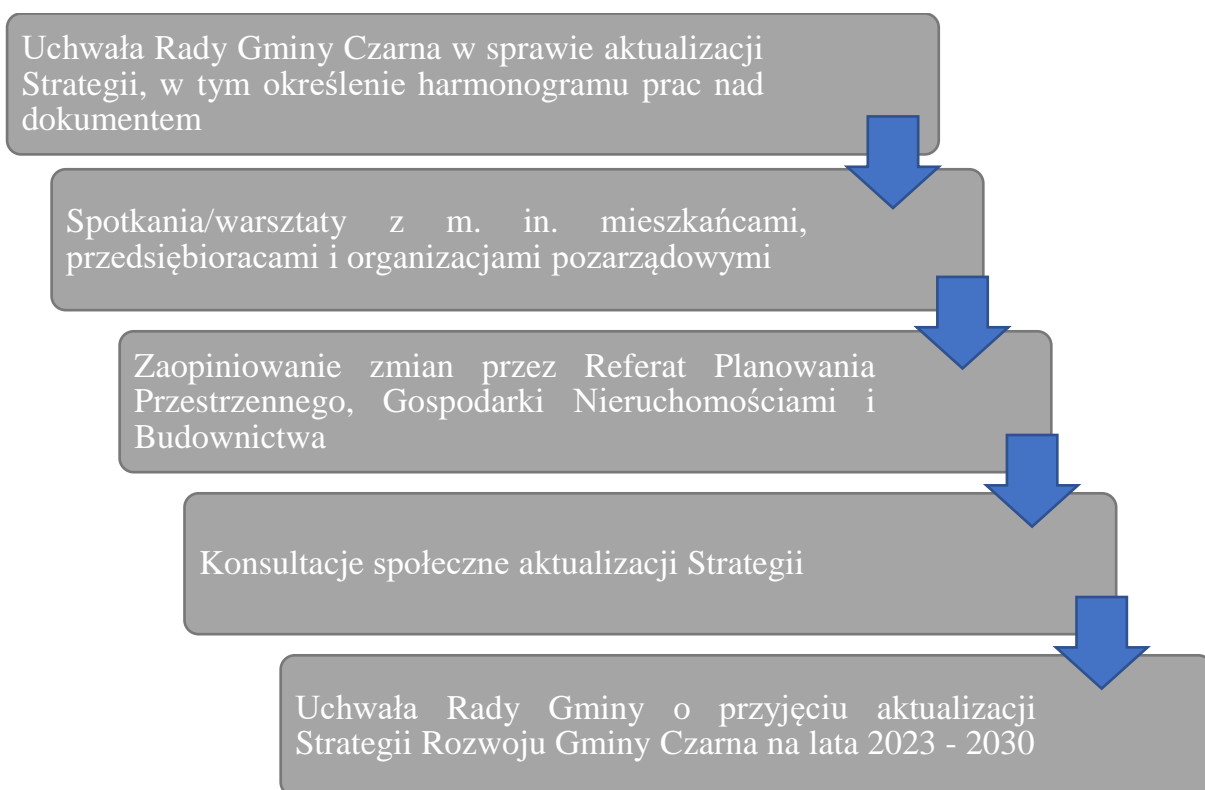 Uchwała Rady Gminy Czarna w sprawie aktualizacji
Strategii, w tym określenie harmonogramu prac nad
dokumentem
Spotkania/warsztaty z m. in. mieszkańcami,
przedsiębioracami i organizacjami pozarządowymi
Zaopiniowanie zmian przez Referat Planowania
Przestrzennego, Gospodarki Nieruchomościami i
Budownictwa
Konsultacje społeczne aktualizacji Strategii
Uchwała Rady Gminy o przyjęciu aktualizacji
Strategii Rozwoju Gminy Czarna na lata 2023 - 2030